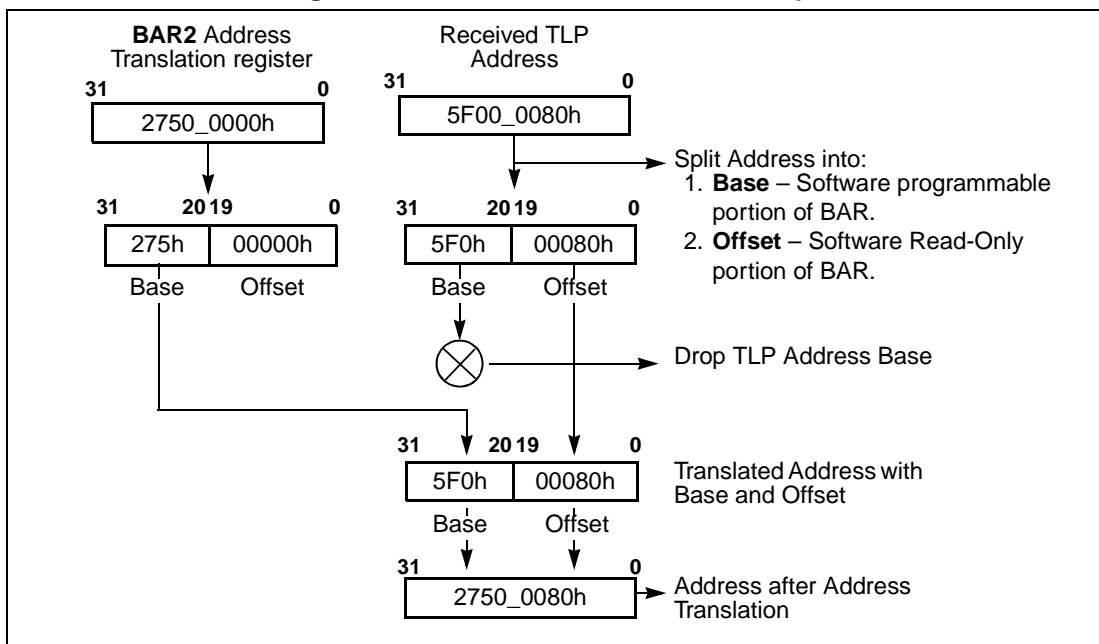 BAR2 Address
Translation register
31 0
2750_0000h
Received TLP
Address
31 0
5F00_0080h
Split Address into:
1. Base – Software programmable
portion of BAR.
2. Offset – Software Read-Only
portion of BAR.
31 20 19 0
275h 00000h
Base Offset
31 20 19 0
5F0h 00080h
Base Offset
Drop TLP Address Base
31 20 19 0
5F0h 00080h
Base Offset
Translated Address with
Base and Offset
31 0
2750_0080h
Address after Address
Translation